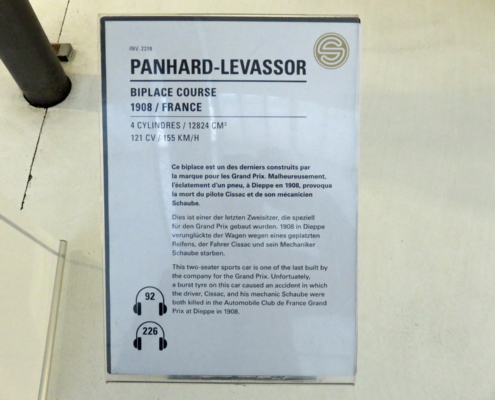 INV. 2218
PANHARD-LEVASSOR
BIPLACE COURSE
1908 / FRANCE
4 CYLINDRES / 12824 CM³
121 CV / 155 KM/H
Ce biplace est un des derniers construits par
la marque pour les Grand Prix. Malheureusement,
l'éclatement d'un pneu, à Dieppe en 1908, provoqua
la mort du pilote Cissac et de son mécanicien
Schaube.
Dies ist einer der letzten Zweisitzer, die speziell
für den Grand Prix gebaut wurden. 1908 in Dieppe
verunglückte der Wagen wegen eines geplatzten
Reifens, der Fahrer Cissac und sein Mechaniker
Schaube starben.
This two-seater sports car is one of the last built by
the company for the Grand Prix. Unfortuately,
a burst tyre on this car caused an accident in which
the driver, Cissac, and his mechanic Schaube were
both killed in the Automobile Club de France Grand
Prix at Dieppe in 1908.
92
226